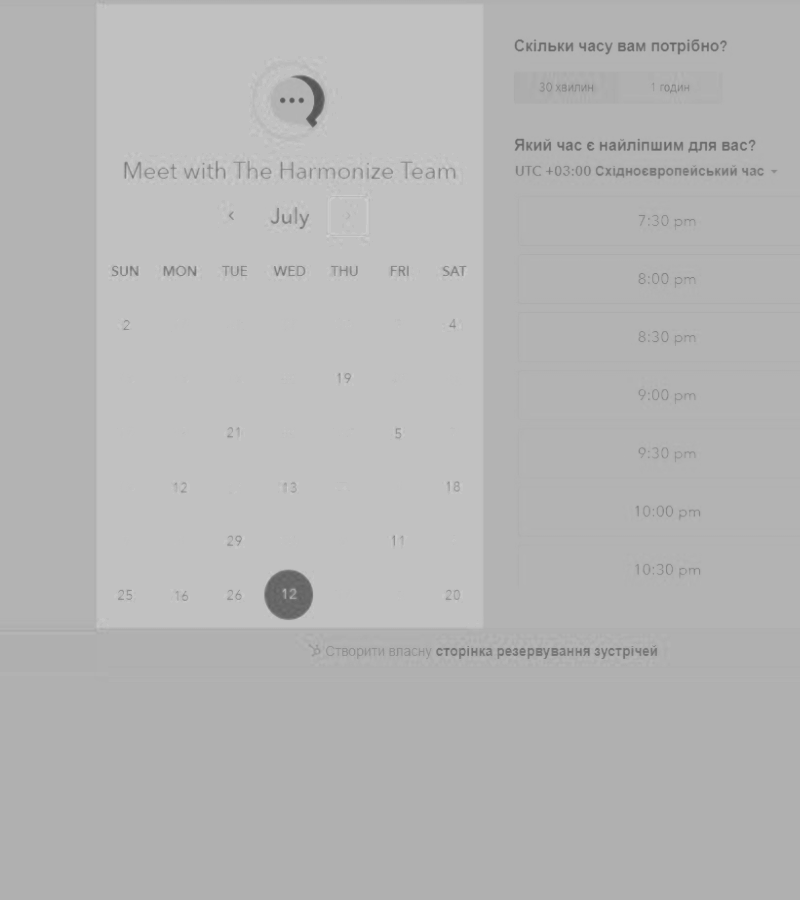 Meet with The Harmonize Team
July
SUN MON TUE WED THU FRI SAT
2 4
19
21 5
12 13 18
29 11
25 16 26 12 20
Скільки часу вам потрібно?
30 хвилин 1 годин
Який час є найліпшим для вас?
UTC +03:00 Східноєвропейський час
7:30 pm
8:00 pm
8:30 pm
9:00 pm
9:30 pm
10:00 pm
10:30 pm
Створити власну сторінка резервування зустрічей